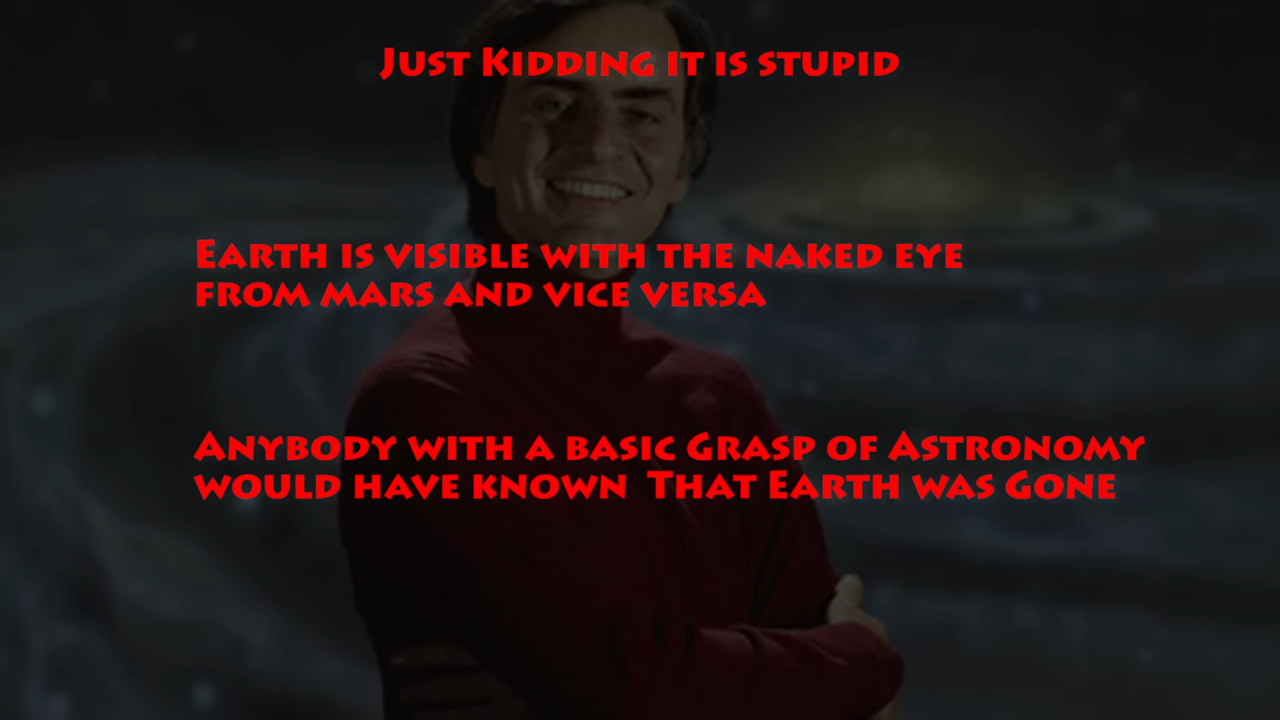 Just Kidding it is stupid
Earth is visible with the naked eye
from mars and vice versa
Anybody with a basic Grasp of Astronomy
would have known That Earth was Gone